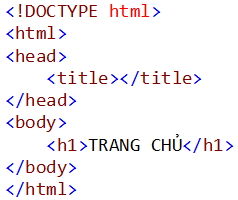 <!DOCTYPE html>
<html>
<head>
    <title></title>
</head>
<body>
    <h1>TRANG CHỦ</h1>
</body>
</html>